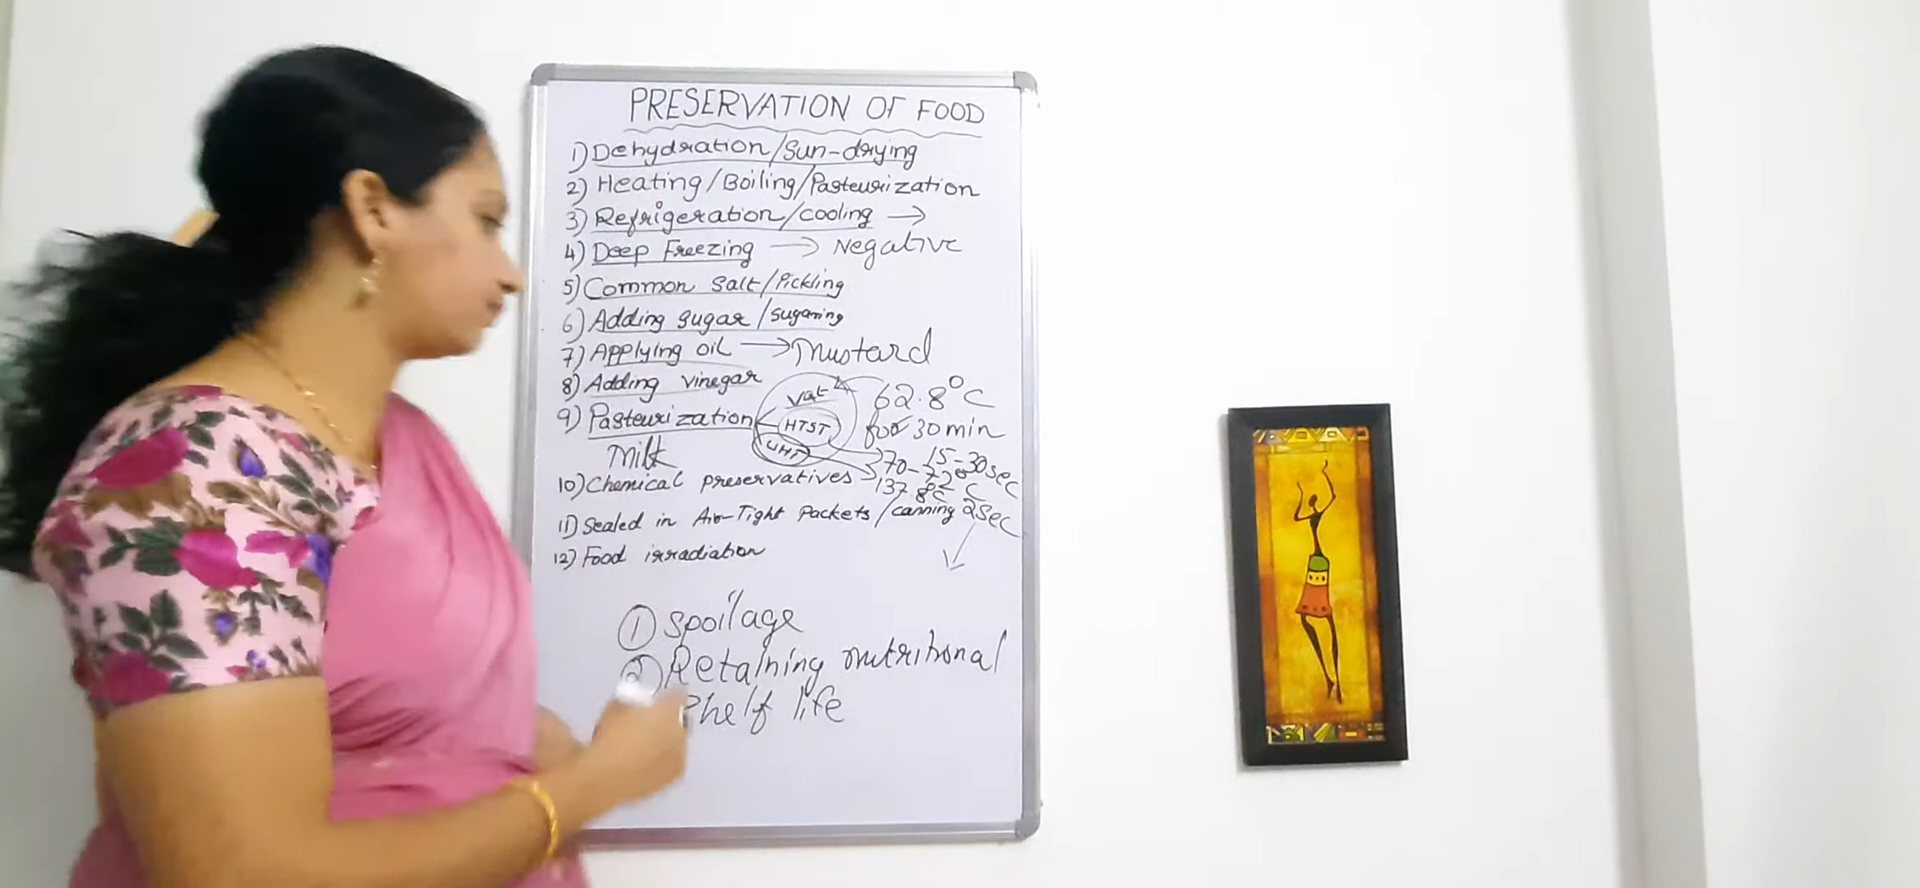 PRESERVATION OF FOOD
1) Dehydration/Sun-drying
2) Heating/Boiling/Pasteurization
3) Refrigeration/cooling →
4) Deep Freezing → Negative
5) Common Salt/Pickling
6) Adding sugar/sugaring
7) Applying oil → Mustard
8) Adding vinegar
9) Pasteurization
Milk
Vat
HTST
UHT
62.8°C
for 30 min
15-30 sec
70-72°C
137.8°C
2 sec
10) Chemical preservatives
11) Sealed in Air-Tight Packets/canning
12) Food irradiation
① Spoilage
② Retaining nutritional
Shelf life